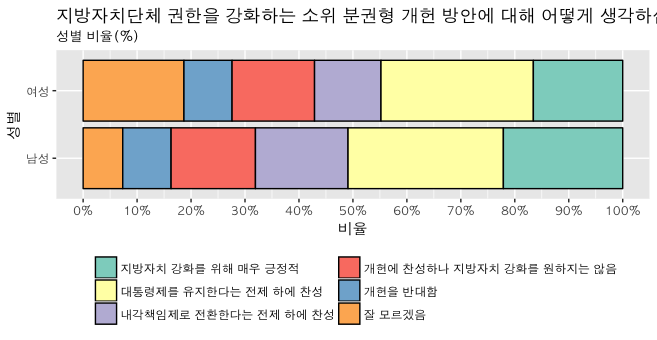 지방자치단체 권한을 강화하는 소위 분권형 개헌 방안에 대해 어떻게 생각하
성별 비율(%)
여성
남성
성별
0% 10% 20% 30% 40% 50% 60% 70% 80% 90% 100%
비율
지방자치 강화를 위해 매우 긍정적
개헌에 찬성하나 지방자치 강화를 원하지는 않음
대통령제를 유지한다는 전제 하에 찬성
개헌을 반대함
내각책임제로 전환한다는 전제 하에 찬성
잘 모르겠음